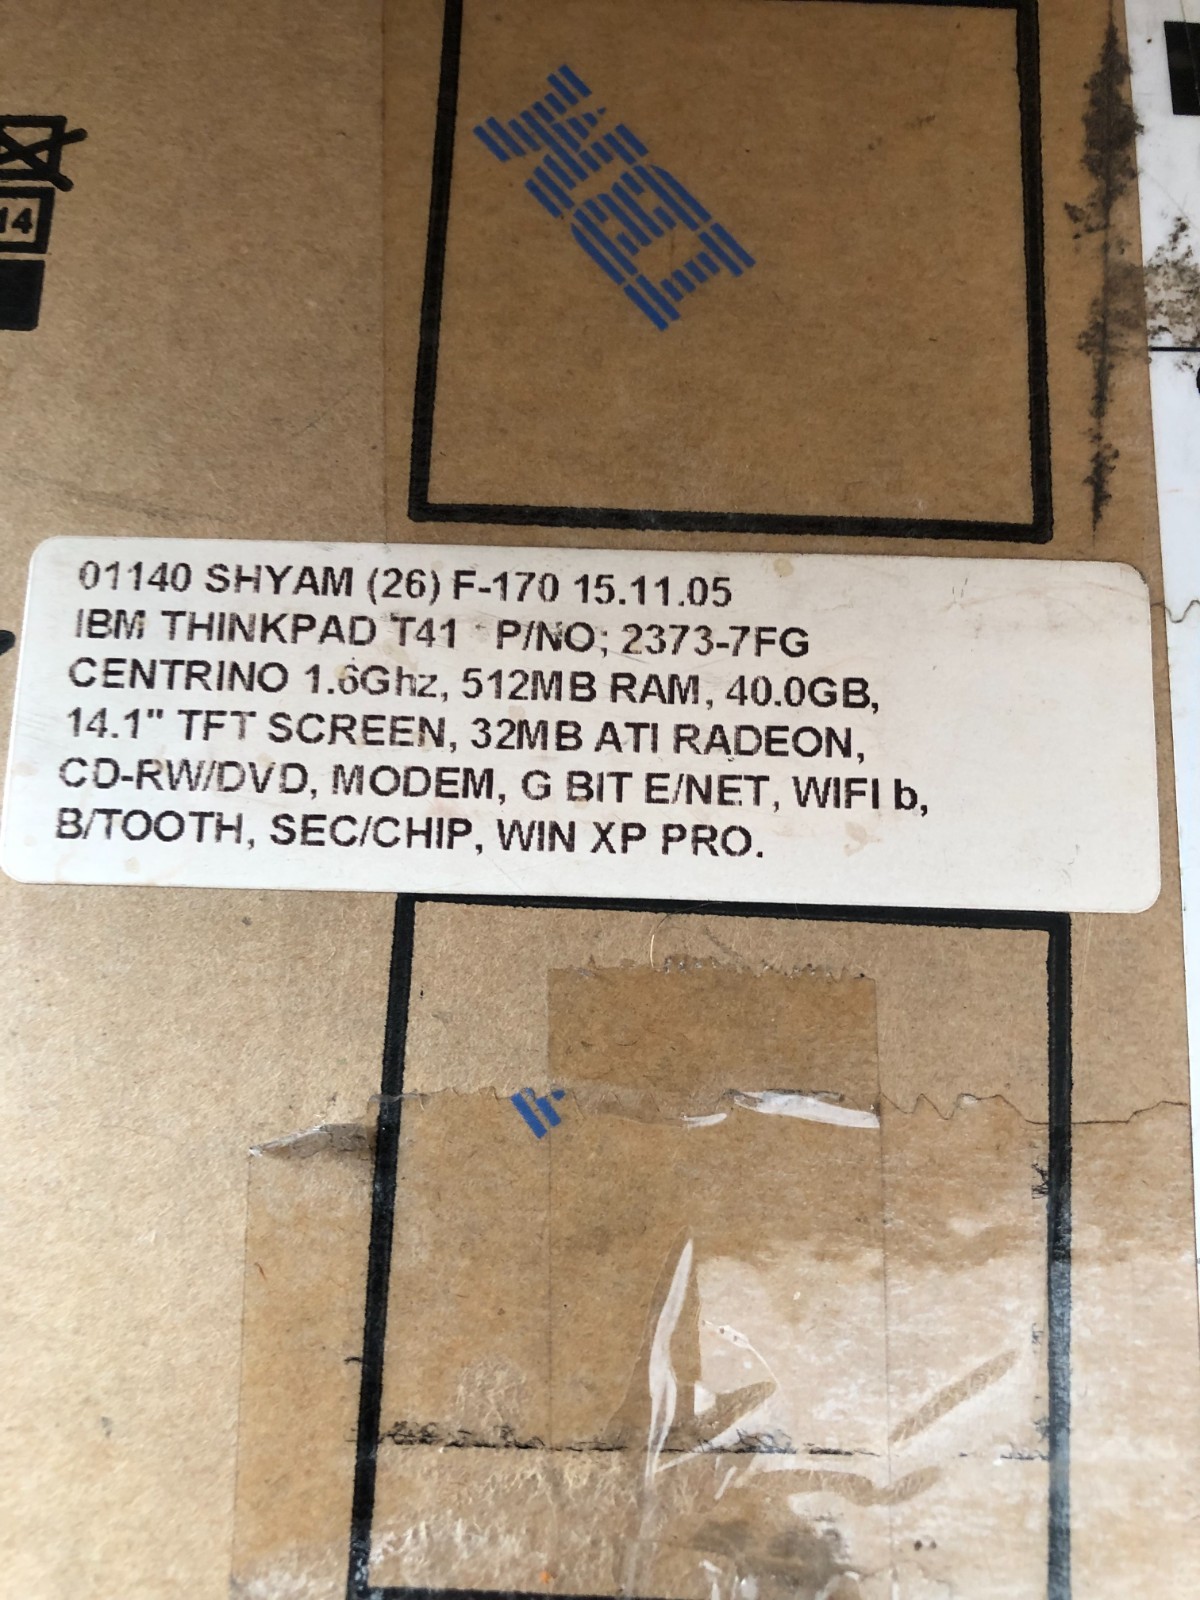 14
IBM
01140 SHYAM (26) F-170 15.11.05
IBM THINKPAD T41 P/NO; 2373-7FG
CENTRINO 1.6Ghz, 512MB RAM, 40.0GB,
14.1" TFT SCREEN, 32MB ATI RADEON,
CD-RW/DVD, MODEM, G BIT E/NET, WIFI b,
B/TOOTH, SEC/CHIP, WIN XP PRO.